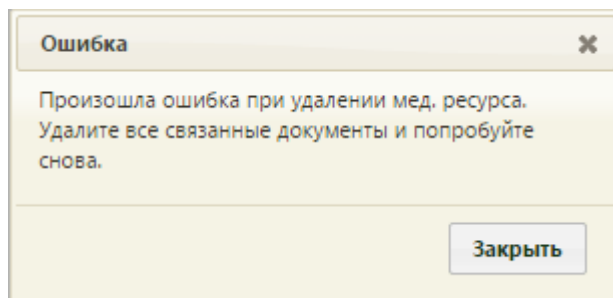 Ошибка
Произошла ошибка при удалении мед. ресурса.
Удалите все связанные документы и попробуйте
снова.
Закрыть